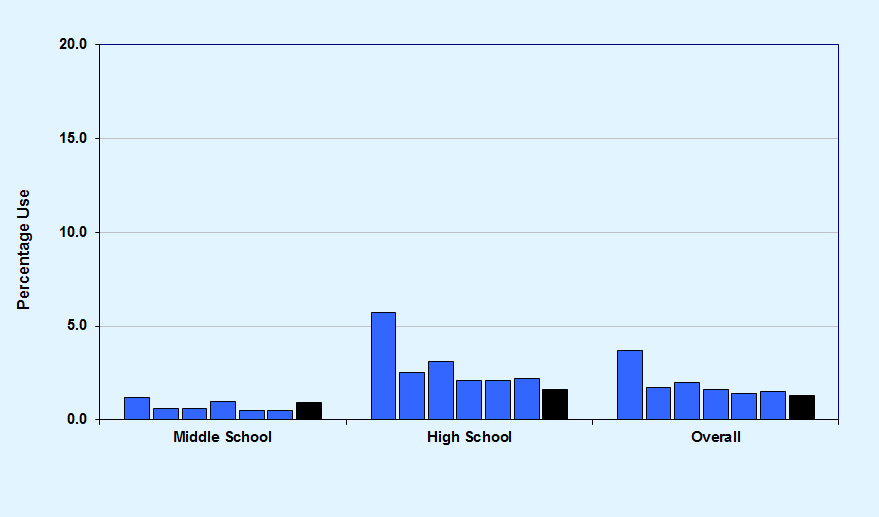 20.0
15.0
10.0
5.0
0.0
Percentage Use
Middle School
High School
Overall